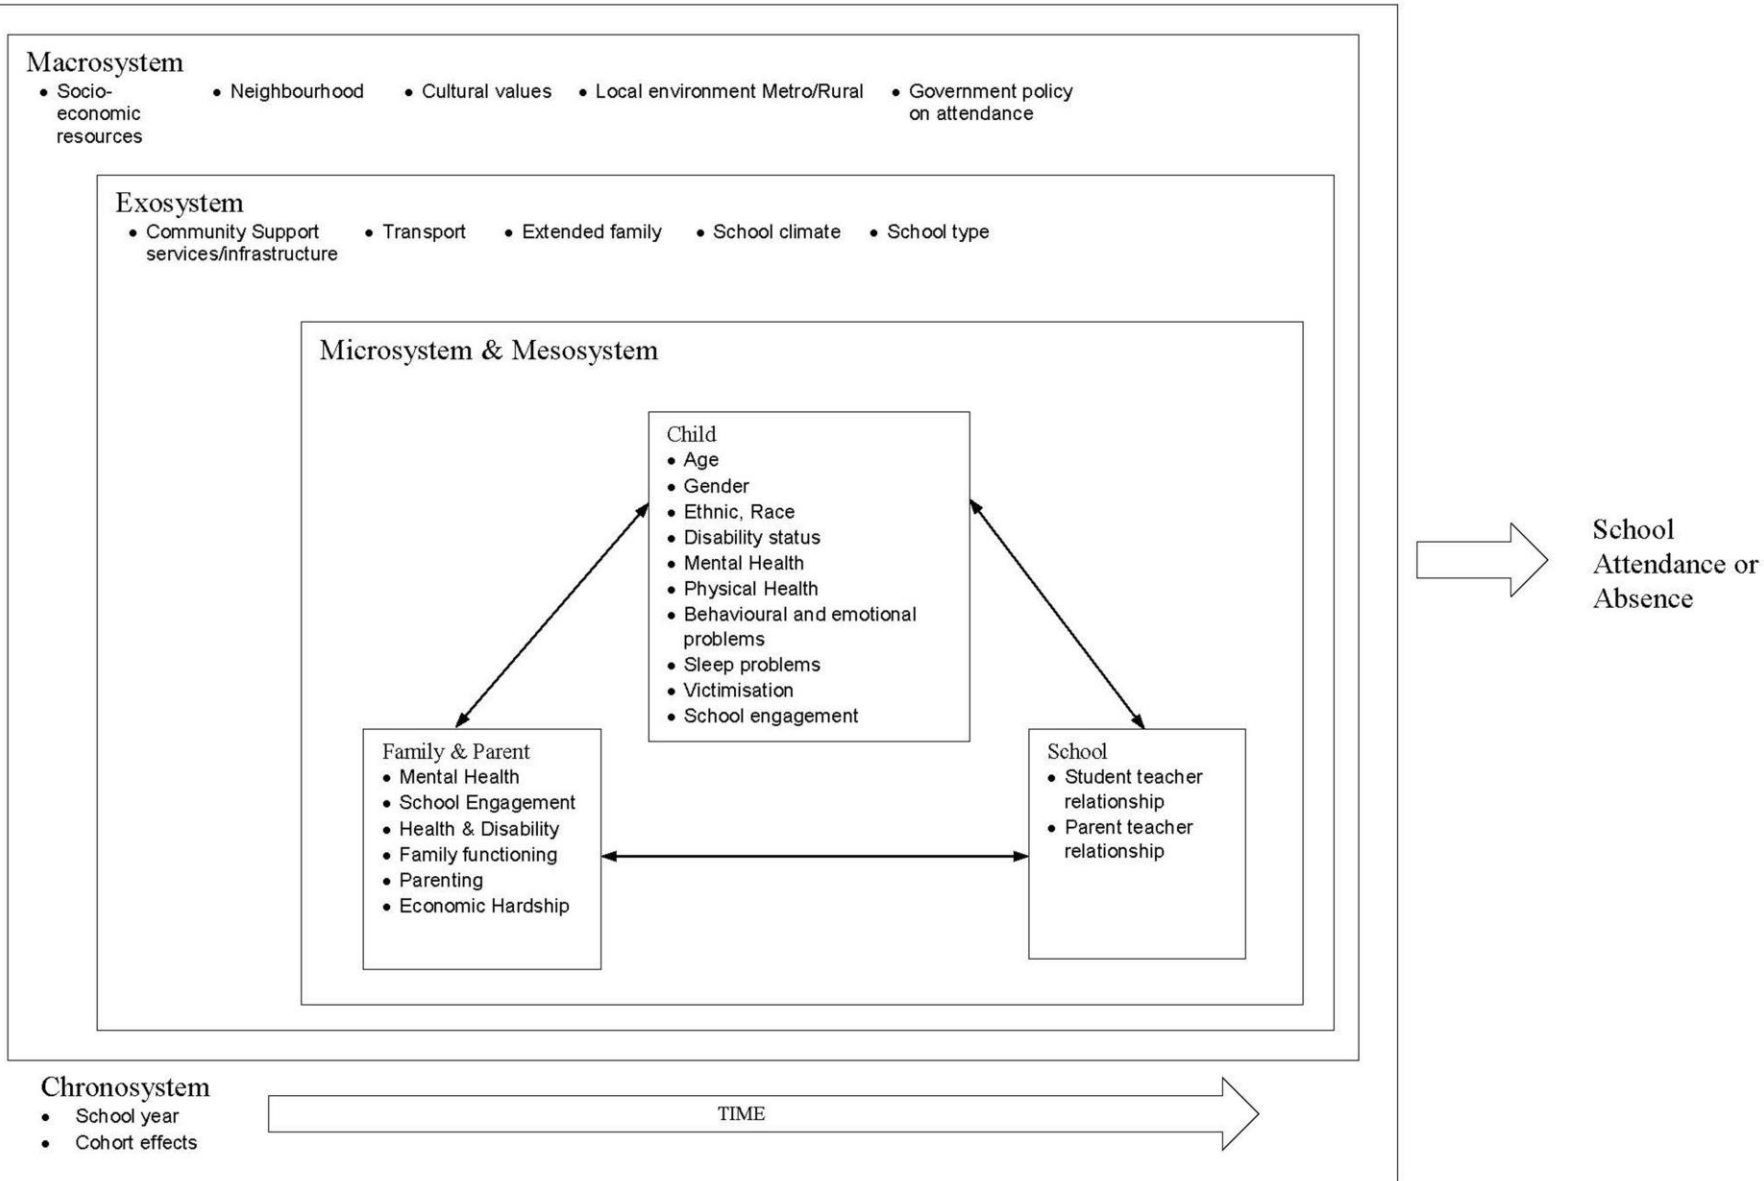 Macrosystem
• Socio-
economic
resources
• Neighbourhood
• Cultural values
• Local environment Metro/Rural
• Government policy
on attendance
Exosystem
• Community Support
services/infrastructure
• Transport
• Extended family
• School climate
• School type
Microsystem & Mesosystem
Child
• Age
• Gender
• Ethnic, Race
• Disability status
• Mental Health
• Physical Health
• Behavioural and emotional
problems
• Sleep problems
• Victimisation
• School engagement
Family & Parent
• Mental Health
• School Engagement
• Health & Disability
• Family functioning
• Parenting
• Economic Hardship
School
• Student teacher
relationship
• Parent teacher
relationship
School
Attendance or
Absence
Chronosystem
• School year
• Cohort effects
TIME